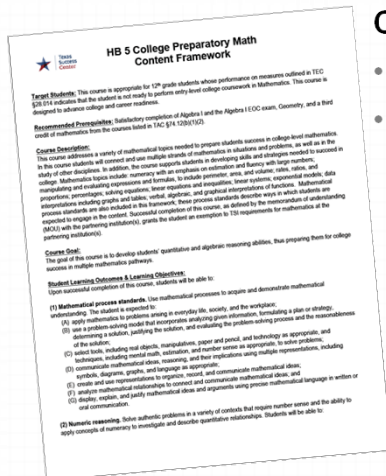 HB 5 College Preparatory Math
Content Framework
Texas
Success
Center
Target Students: This course is appropriate for 12th grade students whose performance on measures outlined in TEC
§28.014 indicates that the student is not ready to perform entry-level college coursework in Mathematics. This course is
designed to advance college and career readiness.
Recommended Prerequisites: Satisfactory completion of Algebra I and the Algebra I EOC exam, Geometry, and a third
credit of mathematics from the courses listed in TAC §74.12(b)(1)(2).
Course Description:
This course addresses a variety of mathematical topics needed to prepare students success in college-level mathematics.
In this course students will connect and use multiple strands of mathematics in situations and problems, as well as in the
study of other disciplines. In addition, the course supports students in developing skills and strategies needed to succeed in
college. Mathematics topics include: numeracy with an emphasis on estimation and fluency with large numbers;
manipulating and evaluating expressions and formulas, to include perimeter, area, and volume; rates, ratios, and
proportions; percentages; solving equations; linear equations and inequalities; linear systems; exponential models; data
interpretations including graphs and tables; verbal, algebraic, and graphical, interpretations of functions. Mathematical
process standards are also included in this framework; these process standards describe ways in which students are
expected to engage in the content. Successful completion of this course, as defined by the memorandum of understanding
(MOU) with the partnering institution(s), grants the student an exemption to TSI requirements for mathematics at the
partnering institution(s).
Course Goal:
The goal of this course is to develop students' quantitative and algebraic reasoning abilities, thus preparing them for college
success in multiple mathematics pathways.
Student Learning Outcomes & Learning Objectives:
Upon successful completion of this course, students will be able to:
(1) Mathematical process standards. Use mathematical processes to acquire and demonstrate mathematical
understanding. The student is expected to:
(A) apply mathematics to problems arising in everyday life, society, and the workplace;
(B) use a problem-solving model that incorporates analyzing given information, formulating a plan or strategy,
determining a solution, justifying the solution, and evaluating the problem-solving process and the reasonableness
of the solution;
(C) select tools, including real objects, manipulatives, paper and pencil, and technology as appropriate, and
techniques, including mental math, estimation, and number sense as appropriate, to solve problems;
(D) communicate mathematical ideas, reasoning, and their implications using multiple representations, including
symbols, diagrams, graphs, and language as appropriate;
(E) create and use representations to organize, record, and communicate mathematical ideas;
(F) analyze mathematical relationships to connect and communicate mathematical ideas; and
(G) display, explain, and justify mathematical ideas and arguments using precise mathematical language in written or
oral communication.
(2) Numeric reasoning. Solve authentic problems in a variety of contexts that require number sense and the ability to
apply concepts of numeracy to investigate and describe quantitative relationships. Students will be able to: